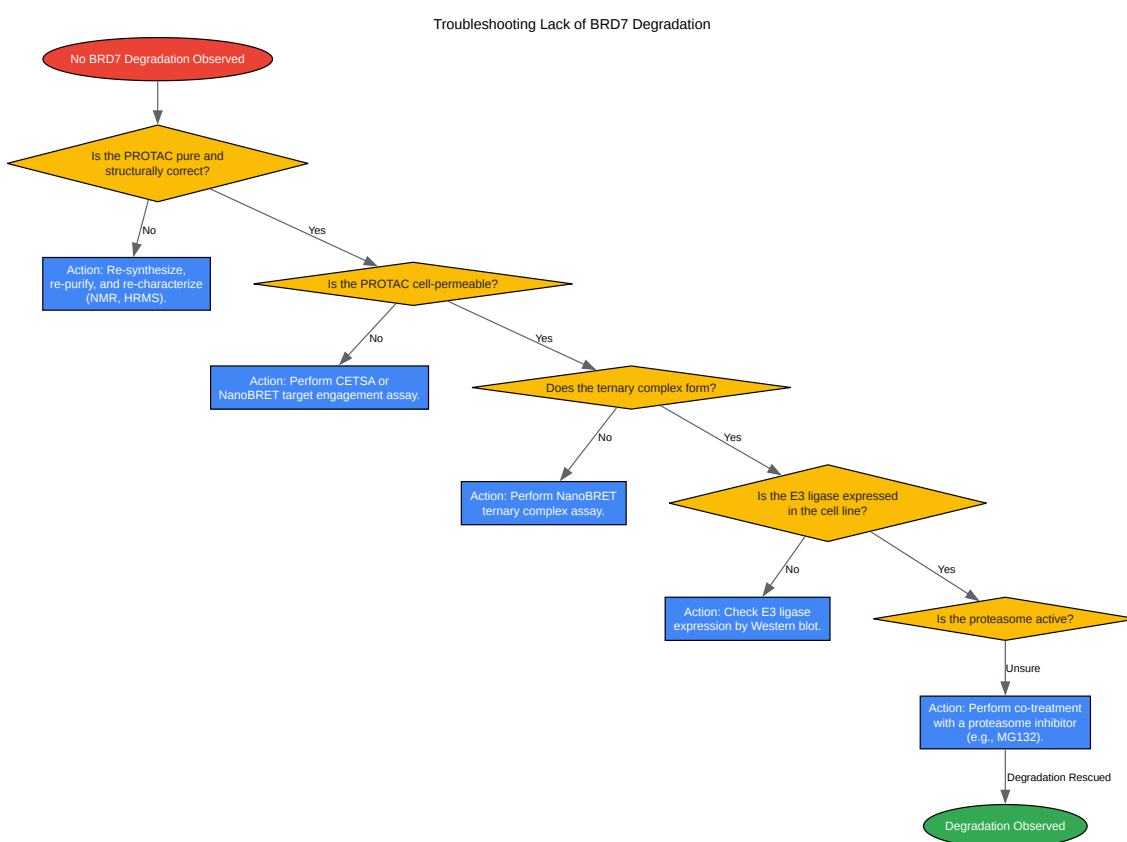 Troubleshooting Lack of BRD7 Degradation
No BRD7 Degradation Observed
Is the PROTAC pure and
structurally correct?
No
Yes
Action: Re-synthesize,
re-purify, and re-characterize
(NMR, HRMS).
Is the PROTAC cell-permeable?
No
Yes
Action: Perform CETSA or
NanoBRET target engagement assay.
Does the ternary complex form?
No
Yes
Action: Perform NanoBRET
ternary complex assay.
Is the E3 ligase expressed
in the cell line?
No
Yes
Action: Check E3 ligase
expression by Western blot.
Is the proteasome active?
Unsure
Action: Perform co-treatment
with a proteasome inhibitor
(e.g., MG132).
Degradation Rescued
Degradation Observed